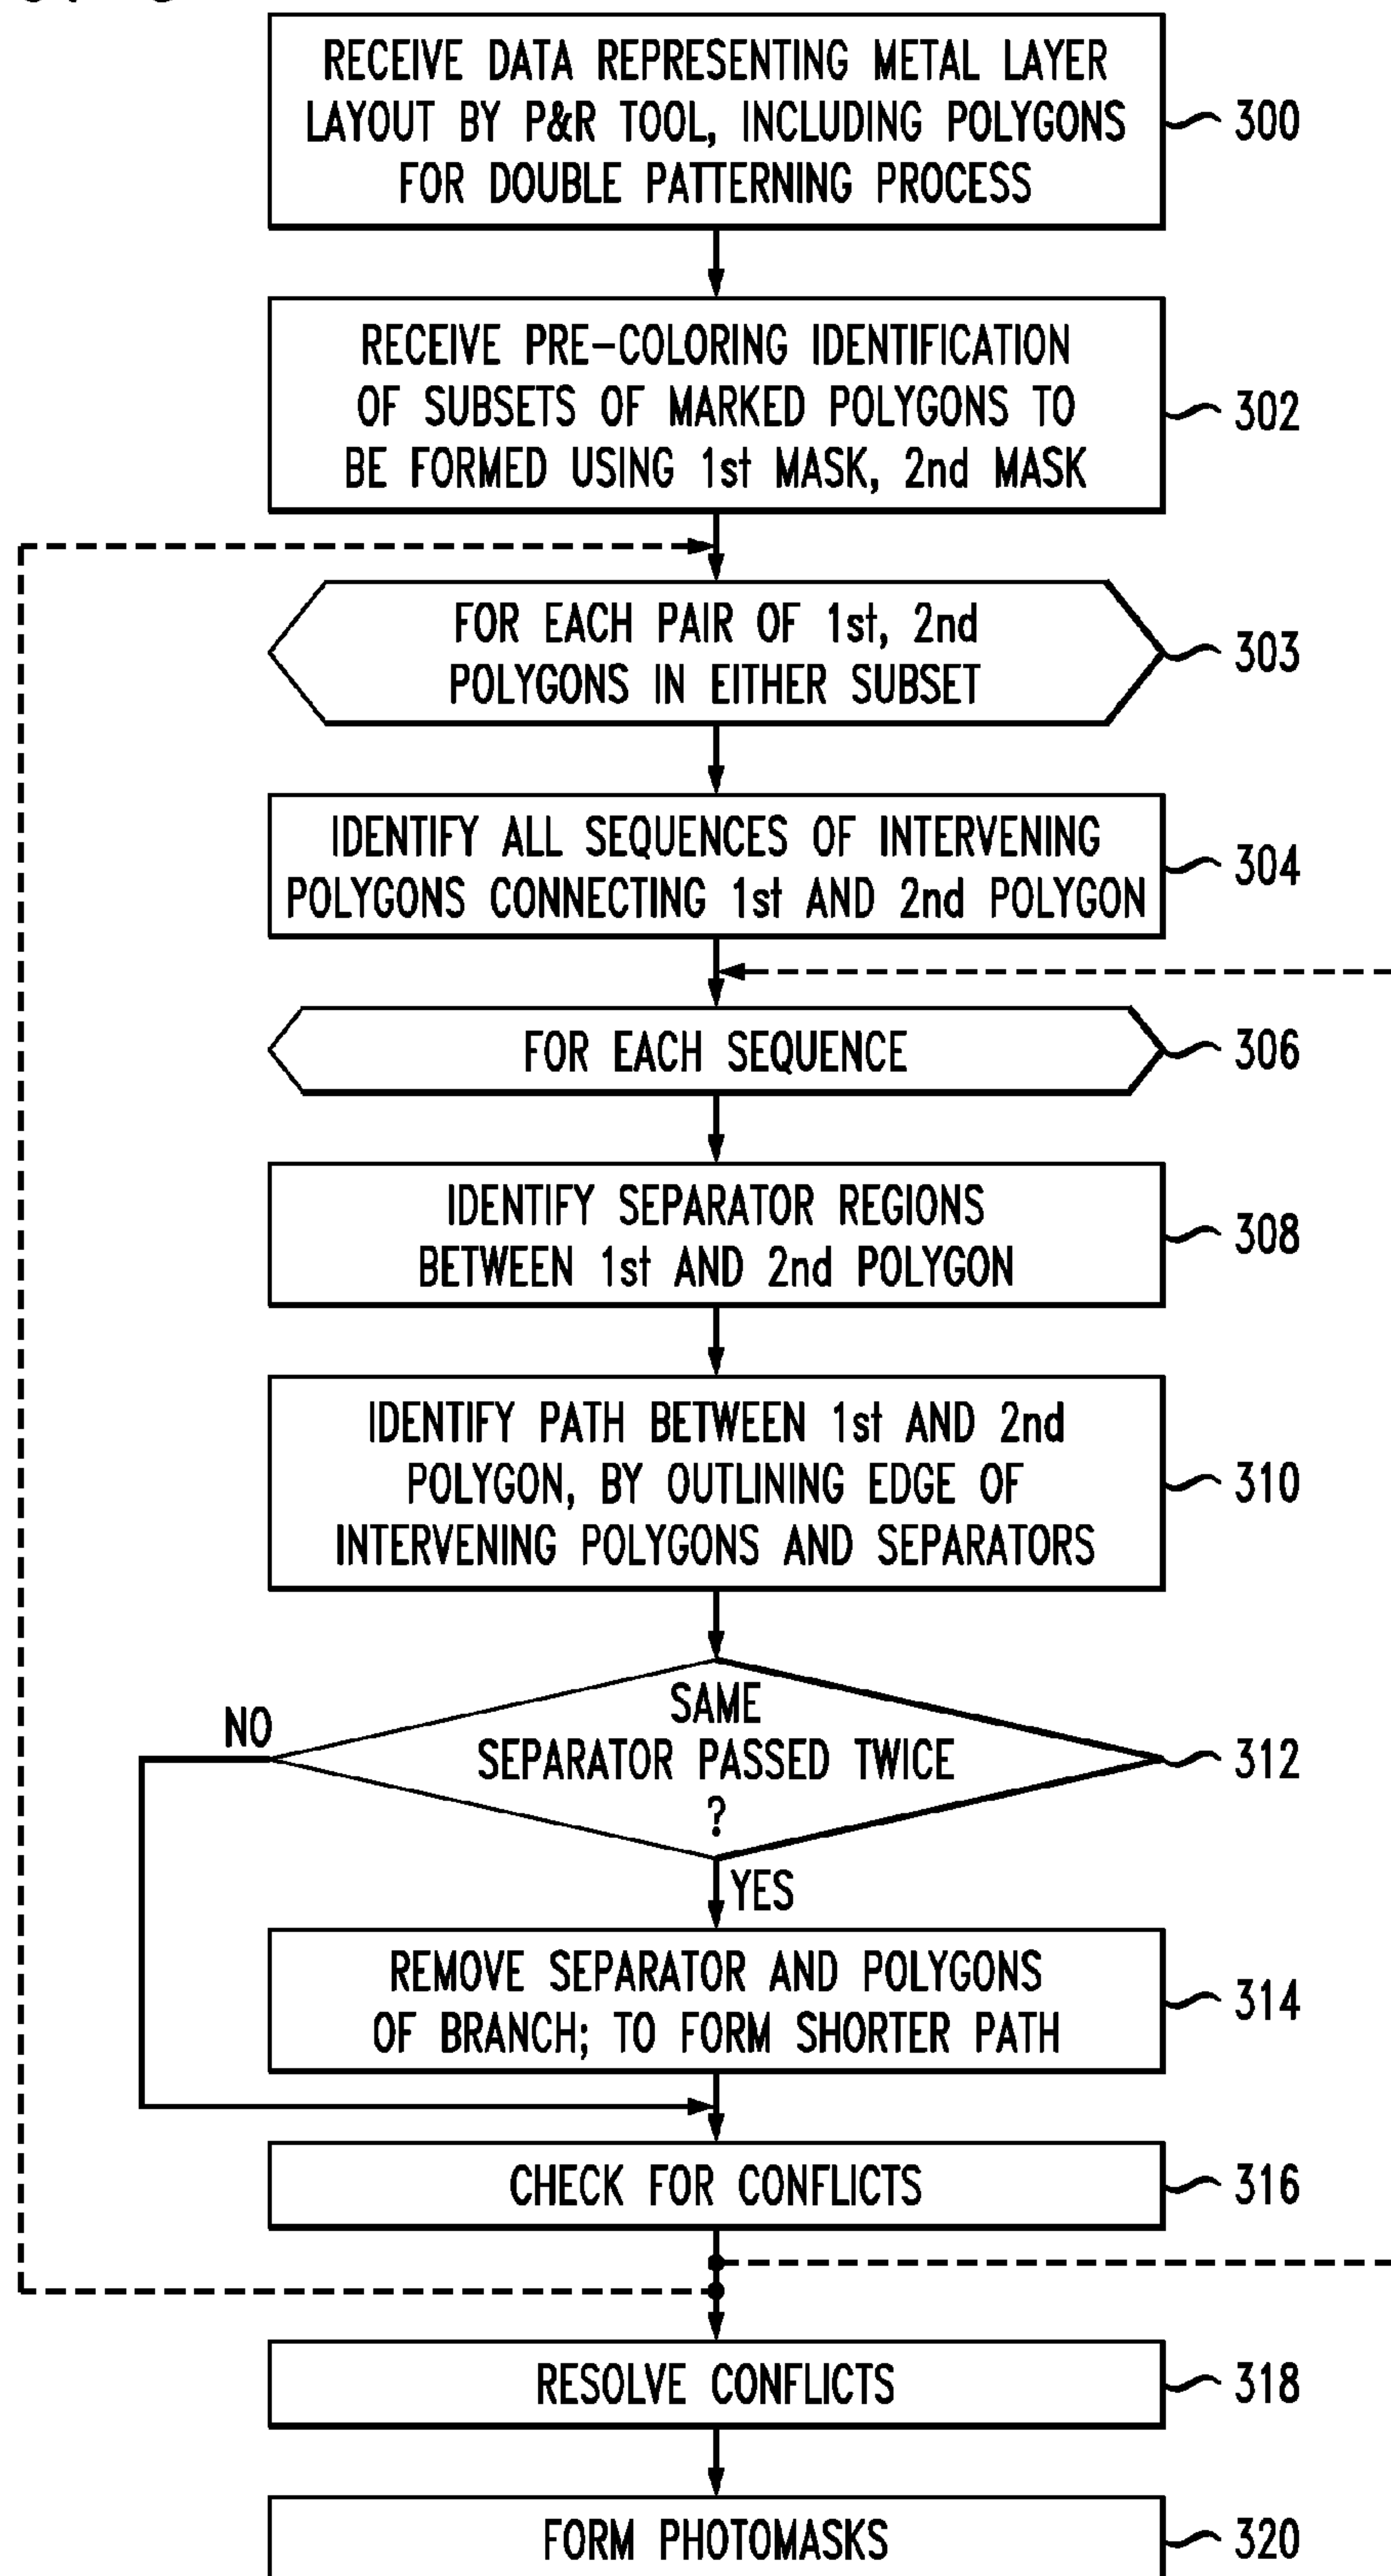 RECEIVE DATA REPRESENTING METAL LAYER
LAYOUT BY P&R TOOL, INCLUDING POLYGONS
FOR DOUBLE PATTERNING PROCESS
300
RECEIVE PRE-COLORING IDENTIFICATION
OF SUBSETS OF MARKED POLYGONS TO
BE FORMED USING 1st MASK, 2nd MASK
302
FOR EACH PAIR OF 1st, 2nd
POLYGONS IN EITHER SUBSET
303
IDENTIFY ALL SEQUENCES OF INTERVENING
POLYGONS CONNECTING 1st AND 2nd POLYGON
304
FOR EACH SEQUENCE
306
IDENTIFY SEPARATOR REGIONS
BETWEEN 1st AND 2nd POLYGON
308
IDENTIFY PATH BETWEEN 1st AND 2nd
POLYGON, BY OUTLINING EDGE OF
INTERVENING POLYGONS AND SEPARATORS
310
NO
SAME
SEPARATOR PASSED TWICE
?
312
YES
REMOVE SEPARATOR AND POLYGONS
OF BRANCH; TO FORM SHORTER PATH
314
CHECK FOR CONFLICTS
316
RESOLVE CONFLICTS
318
FORM PHOTOMASKS
320